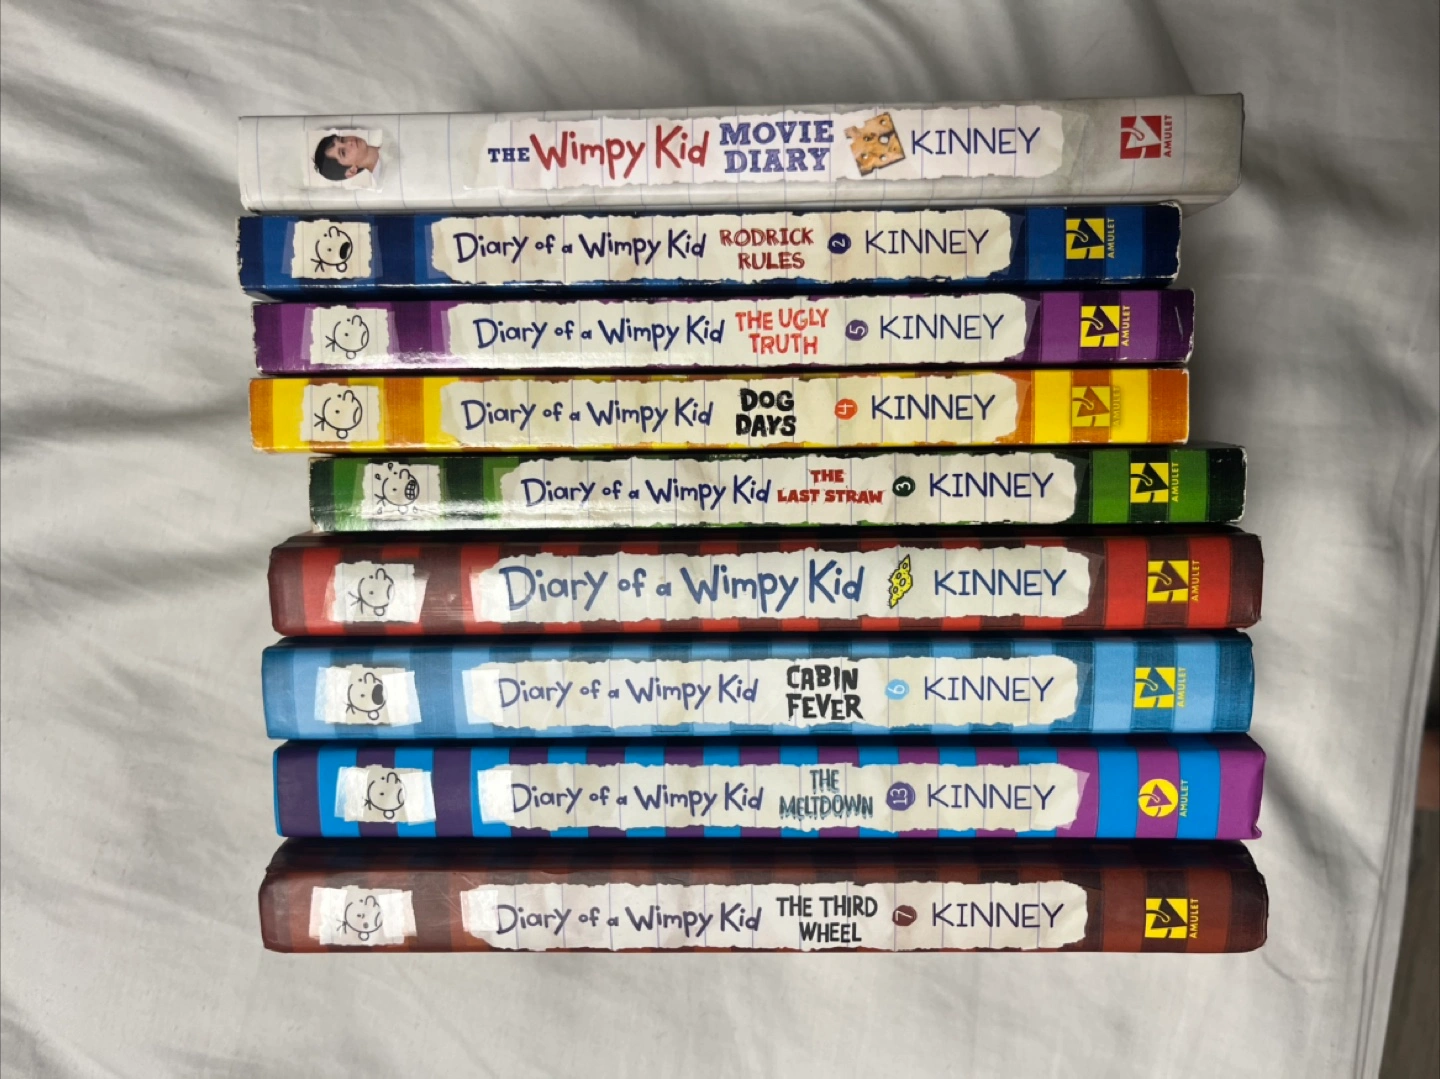 THE Wimpy Kid MOVIE DIARY KINNEY AMULET
Diary of a Wimpy Kid RODRICK RULES 2 KINNEY AMULET
Diary of a Wimpy Kid THE UGLY TRUTH 5 KINNEY AMULET
Diary of a Wimpy Kid DOG DAYS 4 KINNEY AMULET
Diary of a Wimpy Kid THE LAST STRAW 3 KINNEY AMULET
Diary of a Wimpy Kid KINNEY AMULET
Diary of a Wimpy Kid CABIN FEVER 6 KINNEY AMULET
Diary of a Wimpy Kid THE MELTDOWN 13 KINNEY AMULET
Diary of a Wimpy Kid THE THIRD WHEEL 7 KINNEY AMULET